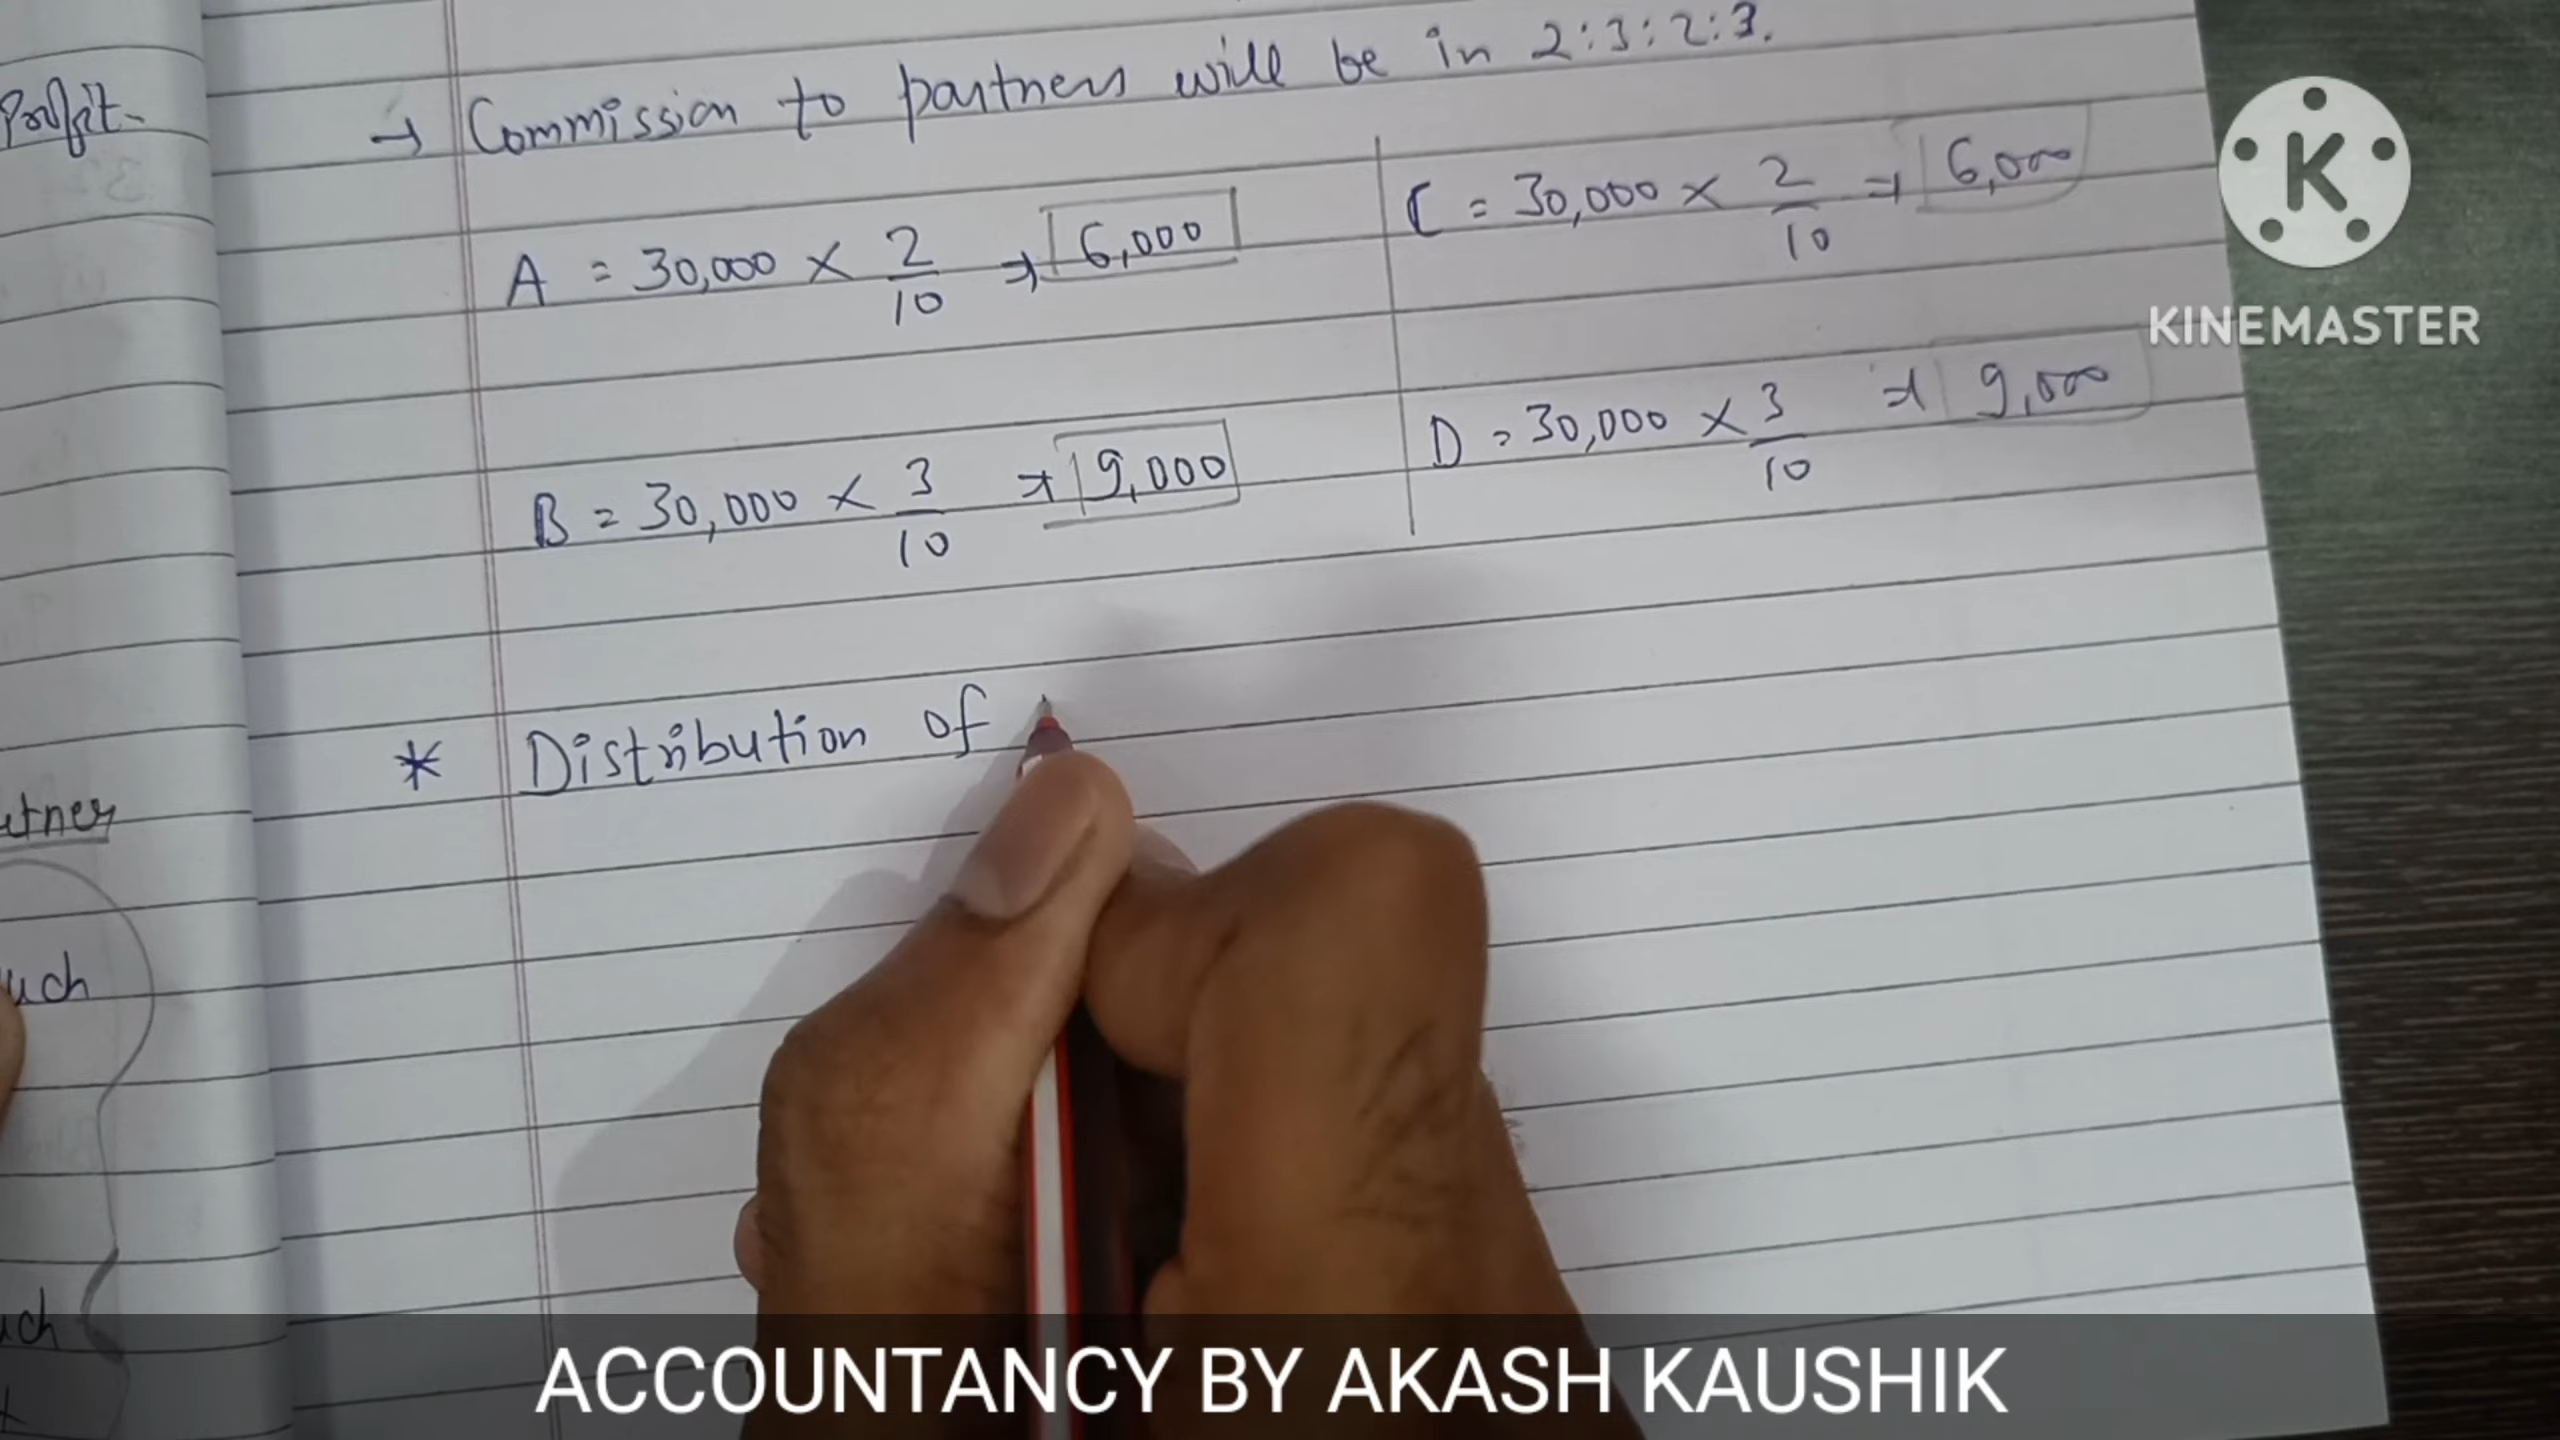 Profit-
→ Commission to partners will be in 2:3:2:3.
A = 30,000 × 2/10 ⇒ 6,000
B = 30,000 × 3/10 ⇒ 9,000
C = 30,000 × 2/10 ⇒ 6,000
D = 30,000 × 3/10 ⇒ 9,000
* Distribution of
K
KINEMASTER
ACCOUNTANCY BY AKASH KAUSHIK